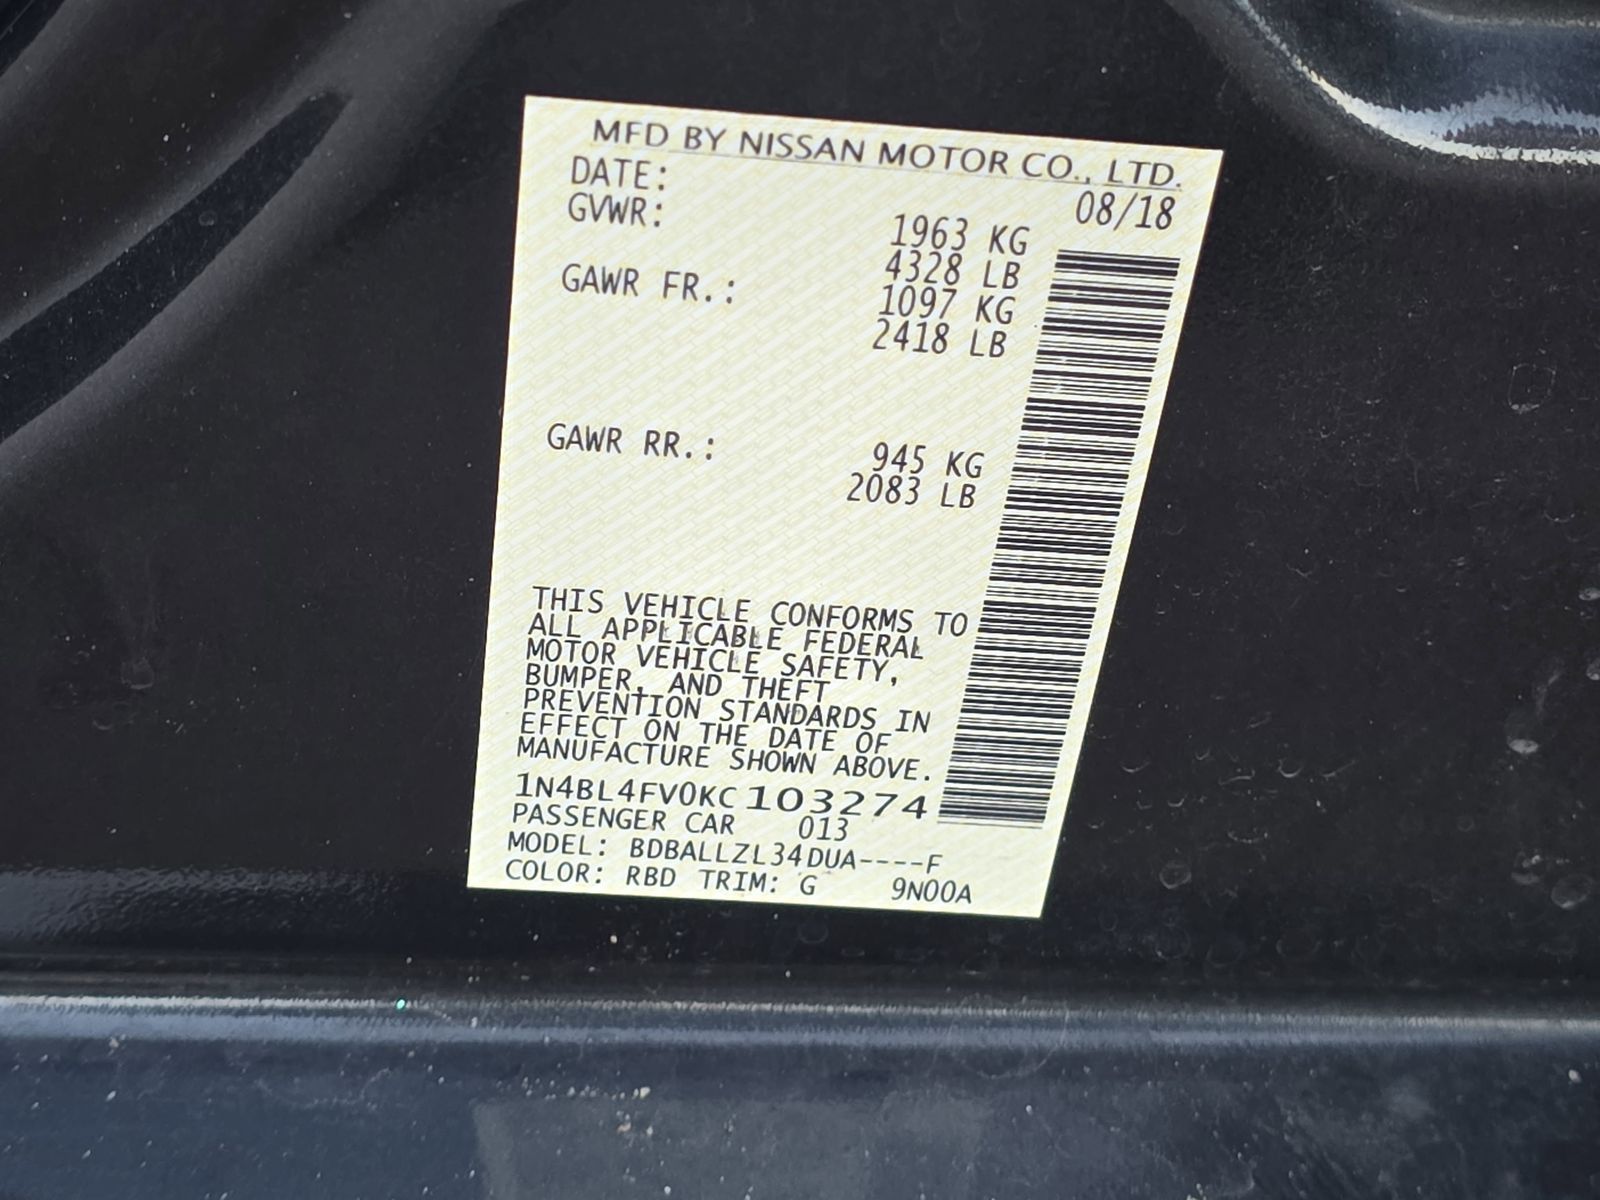 MFD BY NISSAN MOTOR CO., LTD.
DATE: 08/18
GVWR: 1963 KG
4328 LB
GAWR FR.: 1097 KG
2418 LB
GAWR RR.: 945 KG
2083 LB
THIS VEHICLE CONFORMS TO
ALL APPLICABLE FEDERAL
MOTOR VEHICLE SAFETY,
BUMPER, AND THEFT
PREVENTION STANDARDS IN
EFFECT ON THE DATE OF
MANUFACTURE SHOWN ABOVE.
1N4BL4FV0KC103274
PASSENGER CAR 013
MODEL: BDBALLZL34DUA----F
COLOR: RBD TRIM: G 9N00A